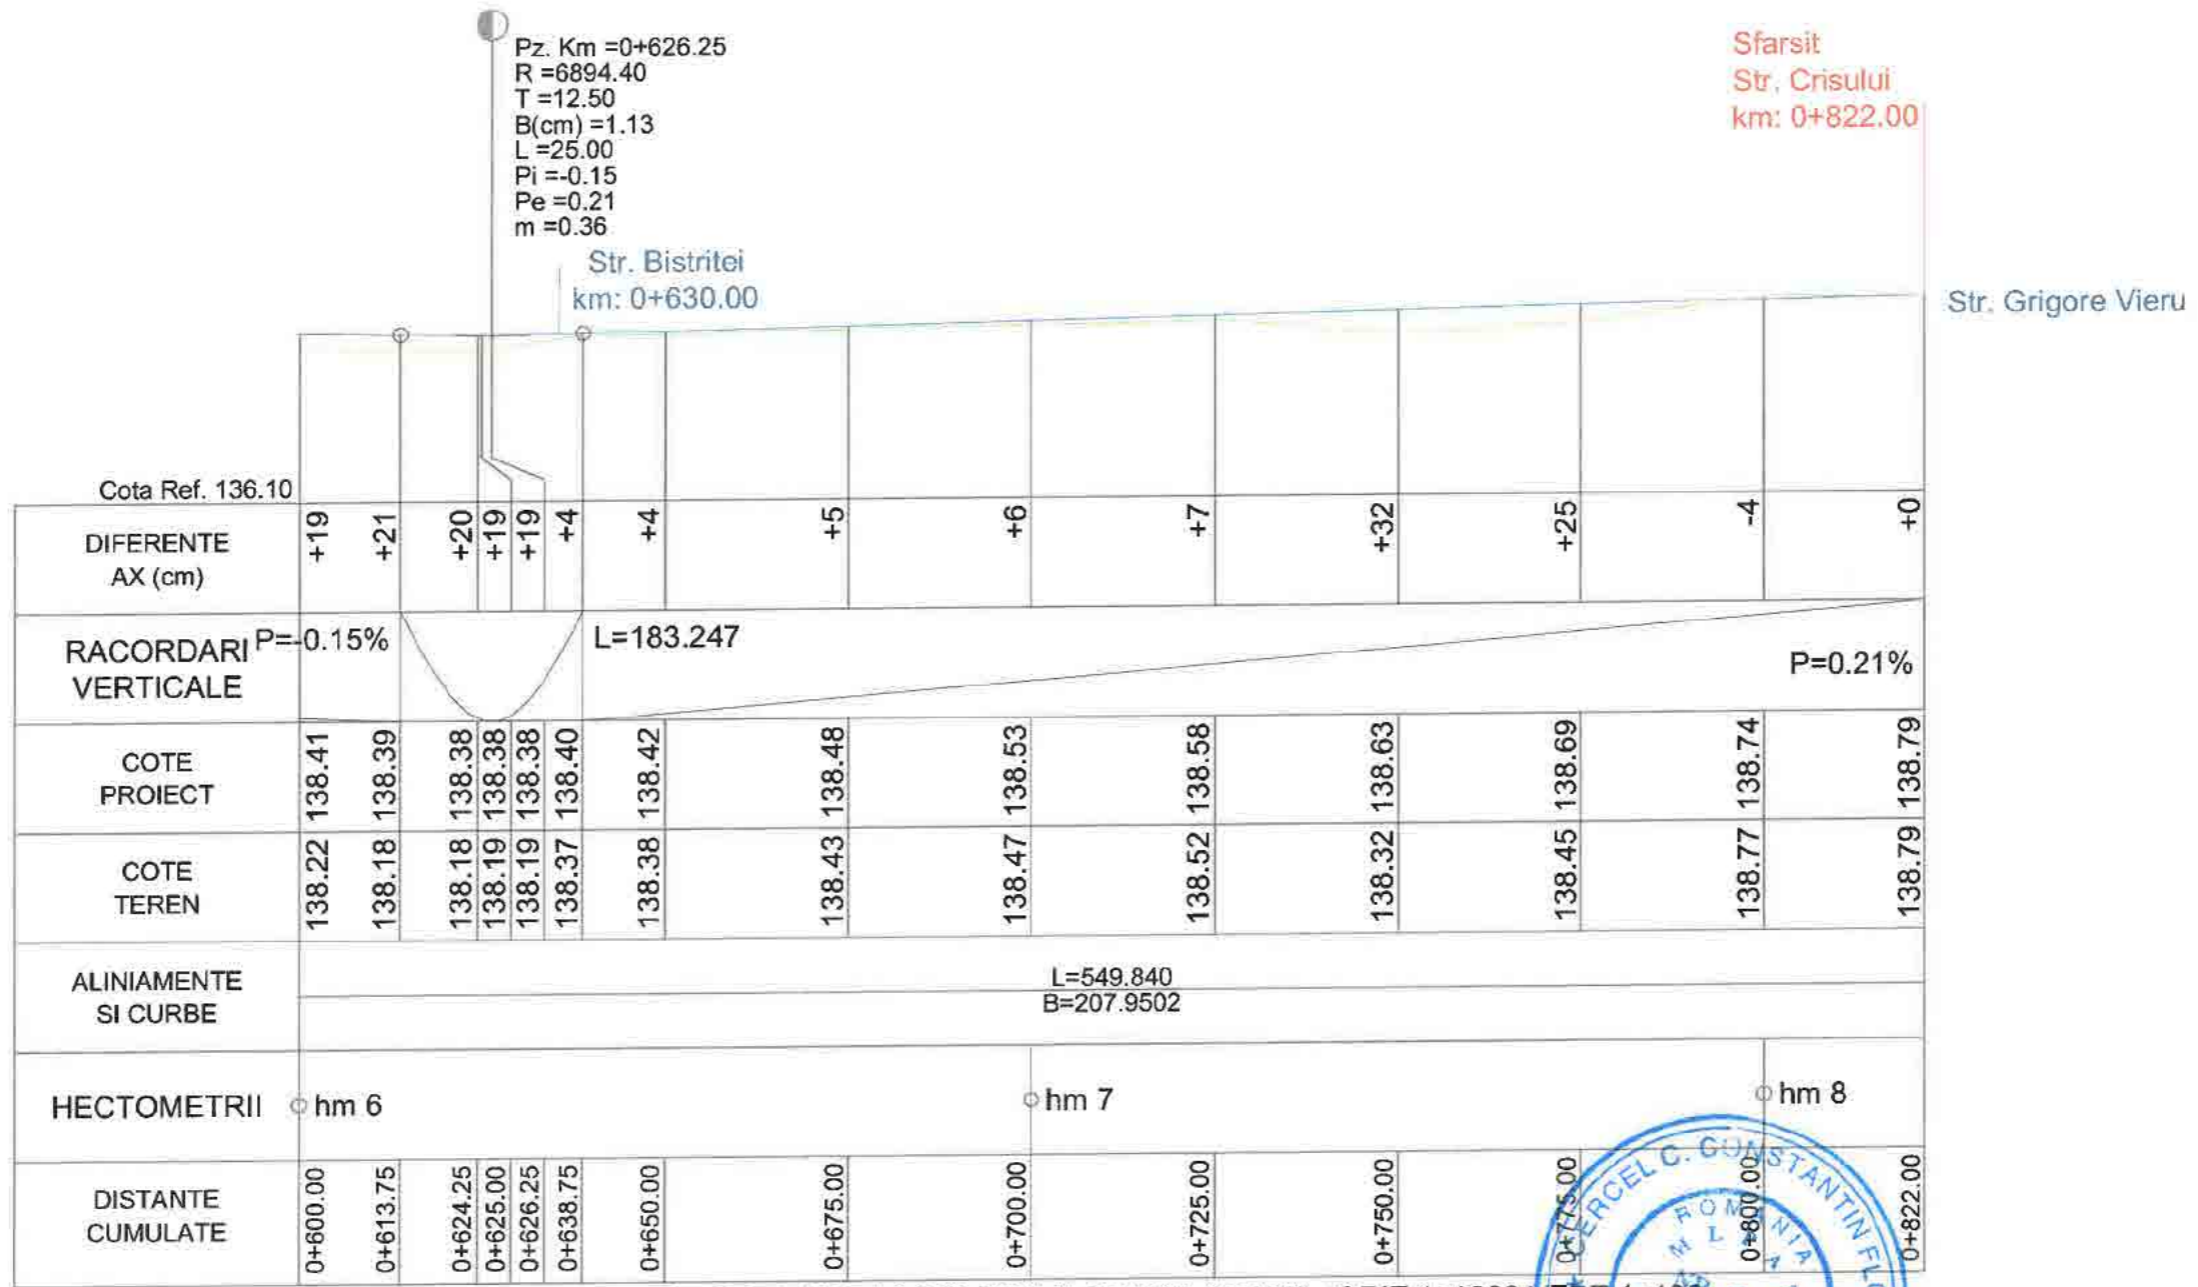 Pz. Km =0+626.25
R =6894.40
T =12.50
B(cm) =1.13
L =25.00
Pi =-0.15
Pe =0.21
m =0.36
Sfarsit
Str. Crisului
km: 0+822.00
Str. Bistritei
km: 0+630.00
Str. Grigore Vieru
Cota Ref. 136.10
DIFERENTE
AX (cm)
+19 +21 +20 +19 +19 +4 +4 +5 +6 +7 +32 +25 -4 +0
RACORDARI
VERTICALE
P=-0.15%
L=183.247
P=0.21%
COTE
PROIECT
138.41 138.39 138.38 138.38 138.38 138.40 138.42 138.48 138.53 138.58 138.63 138.69 138.74 138.79
COTE
TEREN
138.22 138.18 138.18 138.19 138.19 138.37 138.38 138.43 138.47 138.52 138.32 138.45 138.77 138.79
ALINIAMENTE
SI CURBE
L=549.840
B=207.9502
HECTOMETRII
hm 6
hm 7
hm 8
DISTANTE
CUMULATE
0+600.00 0+613.75 0+624.25 0+625.00 0+626.25 0+638.75 0+650.00 0+675.00 0+700.00 0+725.00 0+750.00 0+775.00 0+800.00 0+822.00
CERCEL C. CONSTANTIN
ROMANIA